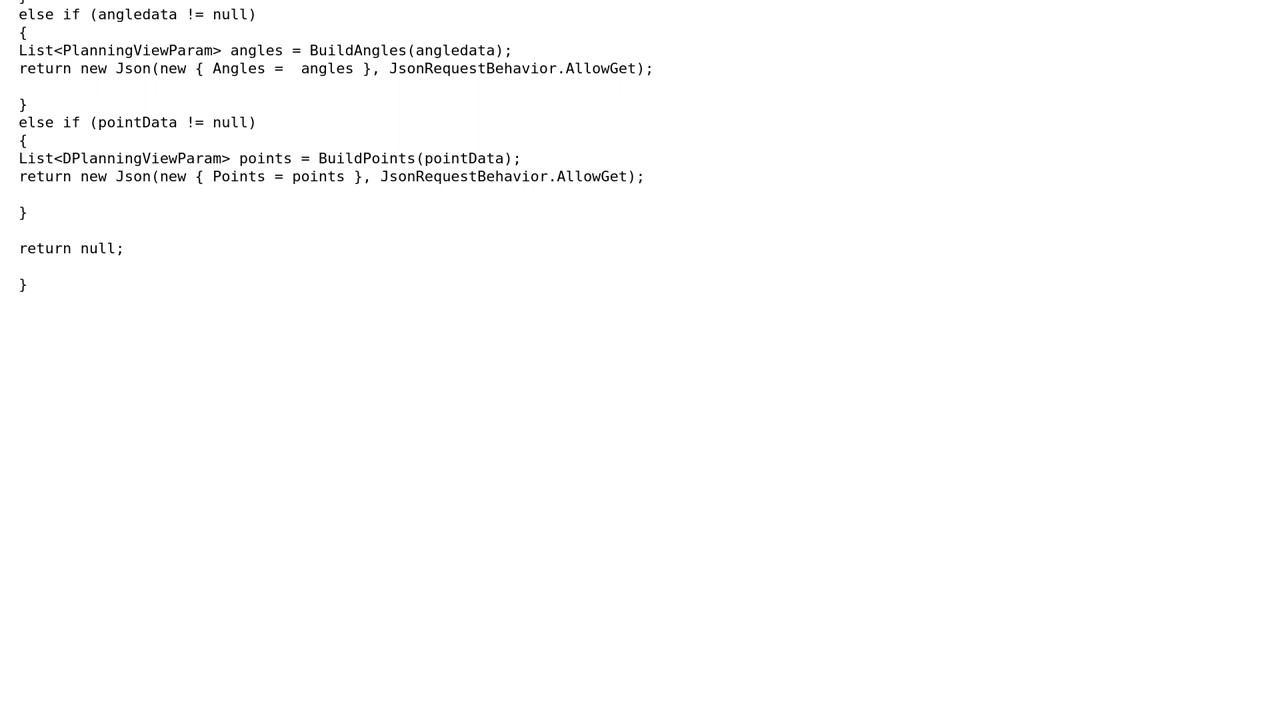 }
else if (angledata != null)
{
List<PlanningViewParam> angles = BuildAngles(angledata);
return new Json(new { Angles =  angles }, JsonRequestBehavior.AllowGet);
}
else if (pointData != null)
{
List<DPlanningViewParam> points = BuildPoints(pointData);
return new Json(new { Points = points }, JsonRequestBehavior.AllowGet);
}
return null;
}